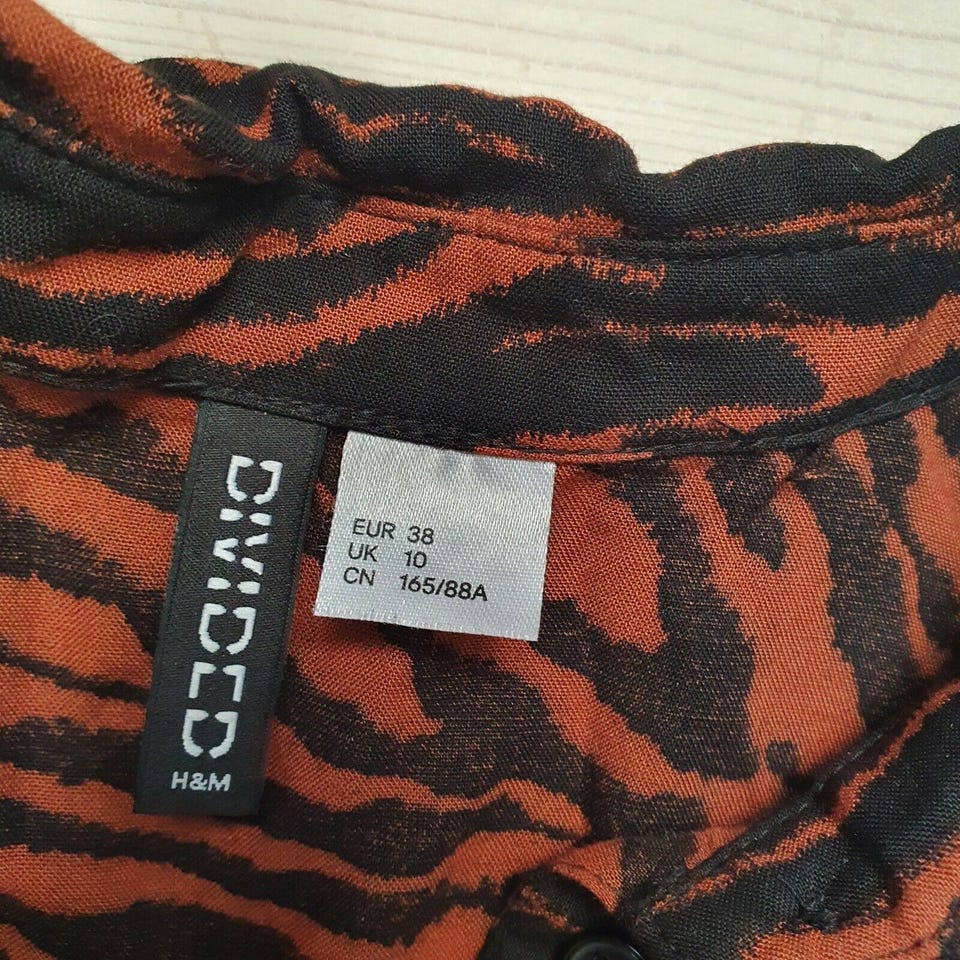 DIVIDED
H&M
EUR 38
UK 10
CN 165/88A